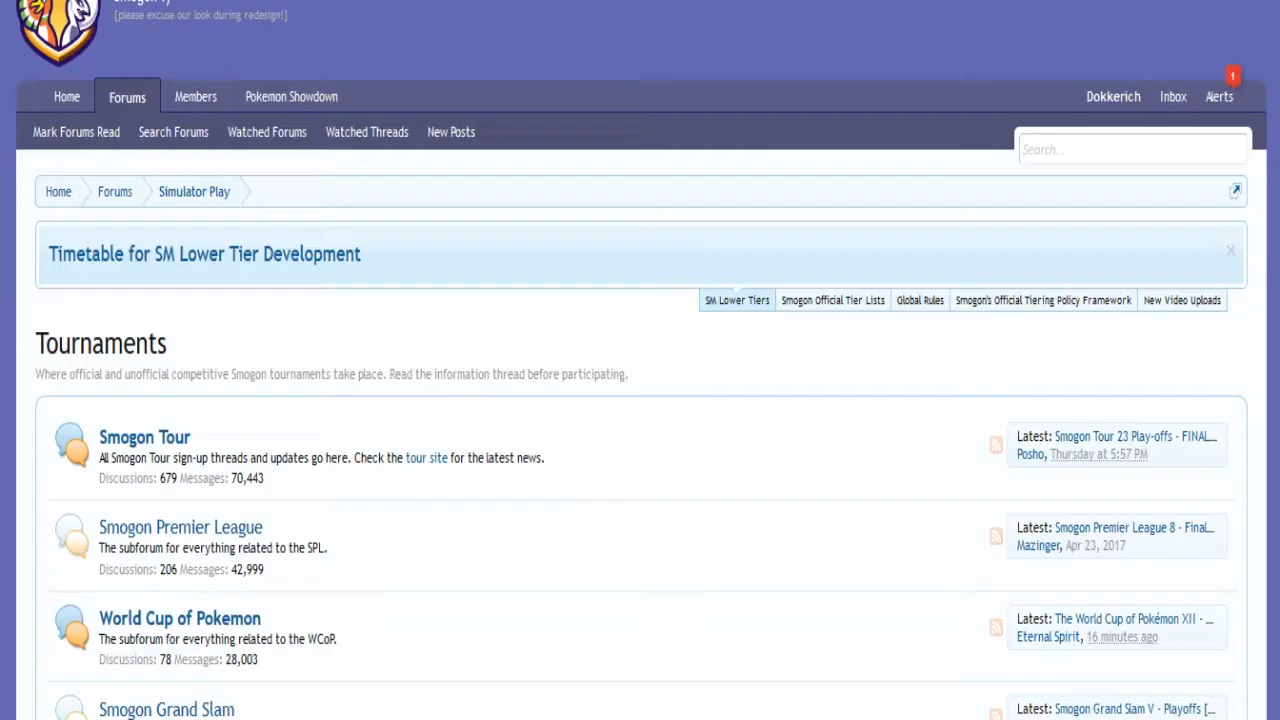 [please excuse our look during redesign!]
1
Home Forums Members Pokemon Showdown Dokkerich Inbox Alerts
Mark Forums Read Search Forums Watched Forums Watched Threads New Posts
Search...
Home Forums Simulator Play
Timetable for SM Lower Tier Development
x
SM Lower Tiers Smogon Official Tier Lists Global Rules Smogon's Official Tiering Policy Framework New Video Uploads
Tournaments
Where official and unofficial competitive Smogon tournaments take place. Read the information thread before participating.
Smogon Tour
All Smogon Tour sign-up threads and updates go here. Check the tour site for the latest news.
Discussions: 679 Messages: 70,443
Latest: Smogon Tour 23 Play-offs - FINAL...
Posho, Thursday at 5:57 PM
Smogon Premier League
The subforum for everything related to the SPL.
Discussions: 206 Messages: 42,999
Latest: Smogon Premier League 8 - Final...
Mazinger, Apr 23, 2017
World Cup of Pokemon
The subforum for everything related to the WCoP.
Discussions: 78 Messages: 28,003
Latest: The World Cup of Pokémon XII - ...
Eternal Spirit, 16 minutes ago
Smogon Grand Slam
Latest: Smogon Grand Slam V - Playoffs [...